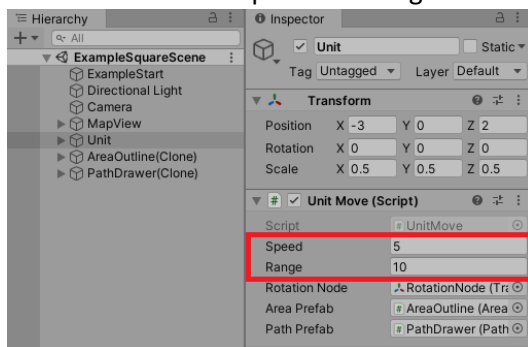 Hierarchy
All
ExampleSquareScene
ExampleStart
Directional Light
Camera
MapView
Unit
AreaOutline(Clone)
PathDrawer(Clone)
Inspector
Unit
Static
Tag Untagged Layer Default
Transform
Position X -3 Y 0 Z 2
Rotation X 0 Y 0 Z 0
Scale X 0.5 Y 0.5 Z 0.5
# Unit Move (Script)
Script # UnitMove
Speed 5
Range 10
Rotation Node RotationNode (Tra
Area Prefab # AreaOutline (Area
Path Prefab # PathDrawer (Path